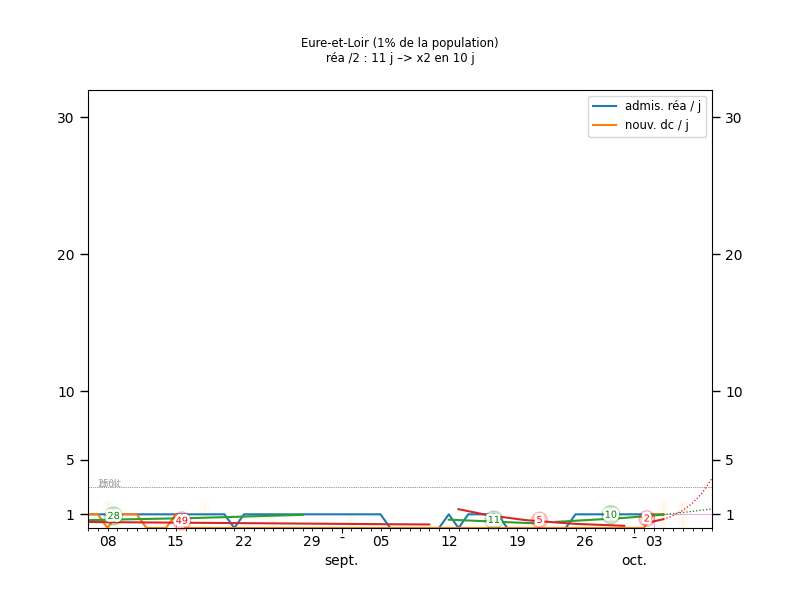 Eure-et-Loir (1% de la population)
réa /2 : 11 j –> x2 en 10 j
admis. réa / j
nouv. dc / j
30 30
20 20
10 10
5 5
1 1
28 49 11 5 10 2
08 15 22 29 - 05 12 19 26 - 03
sept. oct.